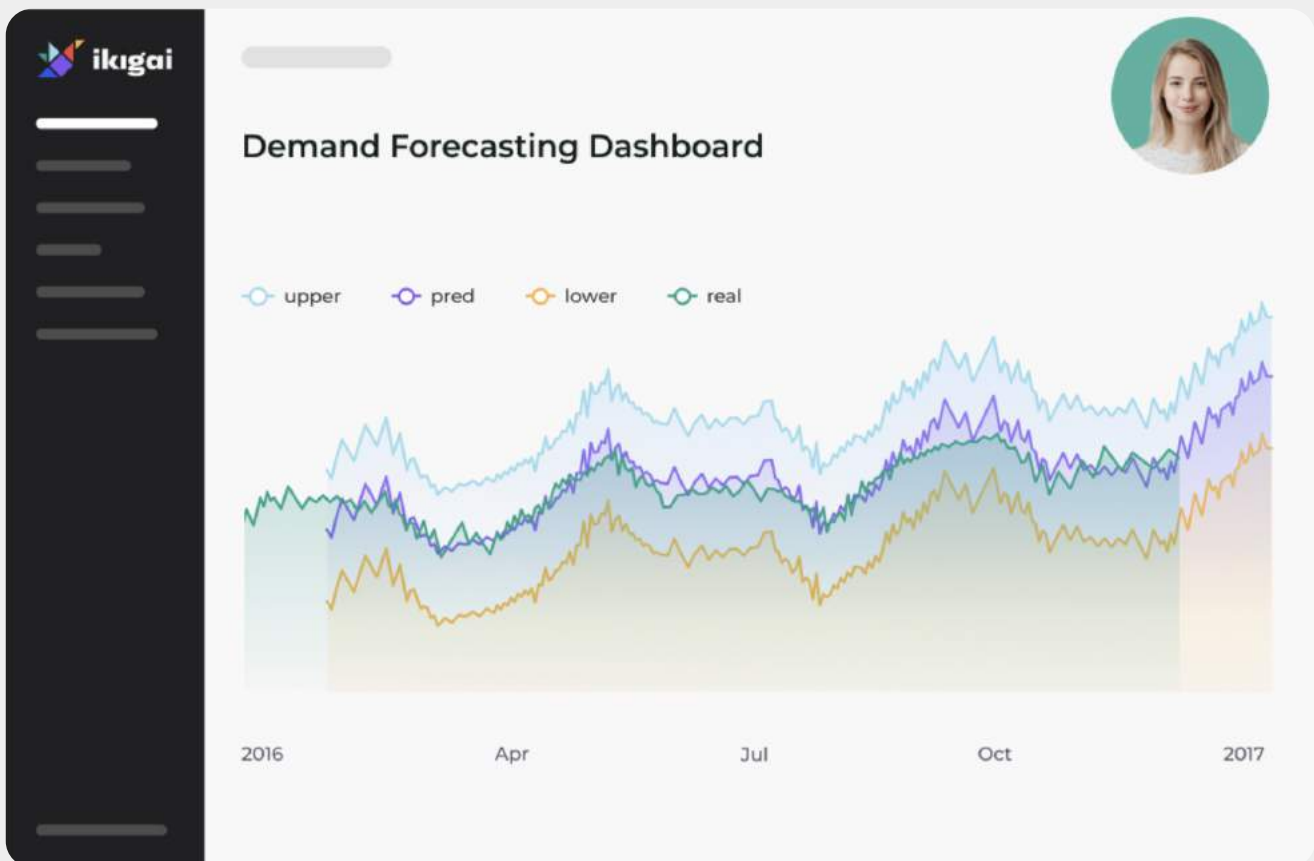 ikigai
Demand Forecasting Dashboard
upper pred lower real
2016 Apr Jul Oct 2017